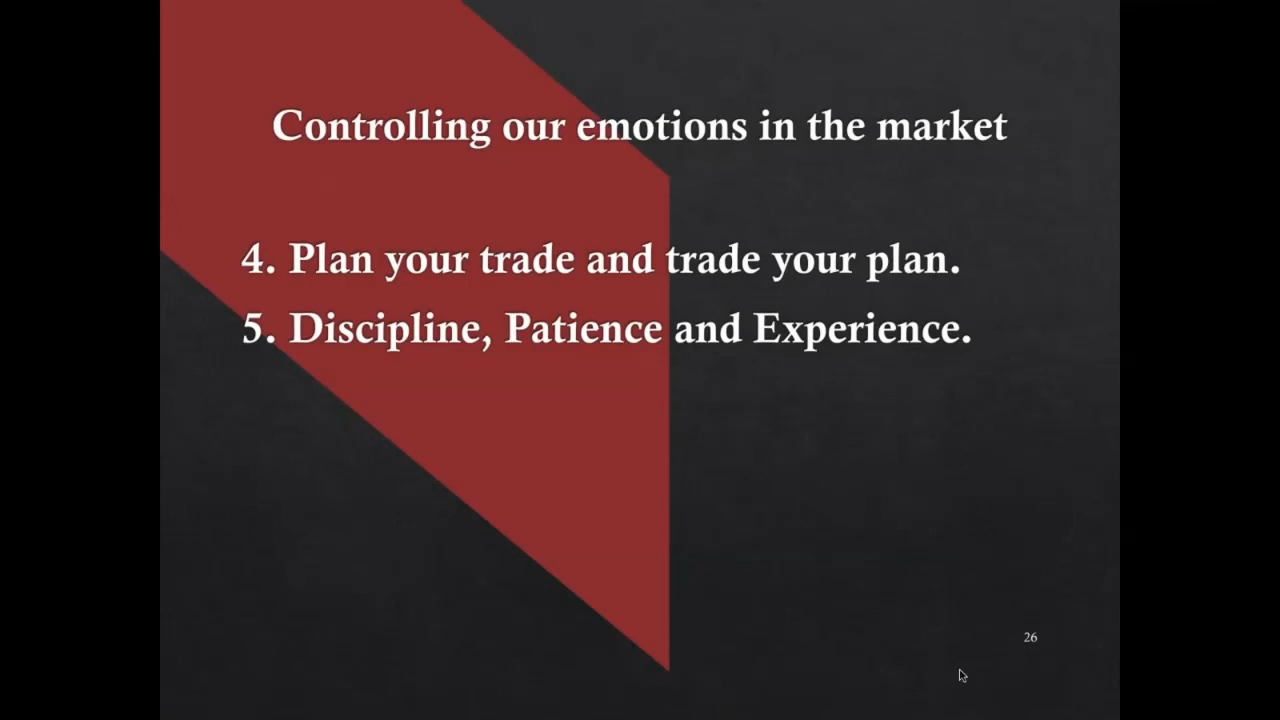 Controlling our emotions in the market
4. Plan your trade and trade your plan.
5. Discipline, Patience and Experience.
26